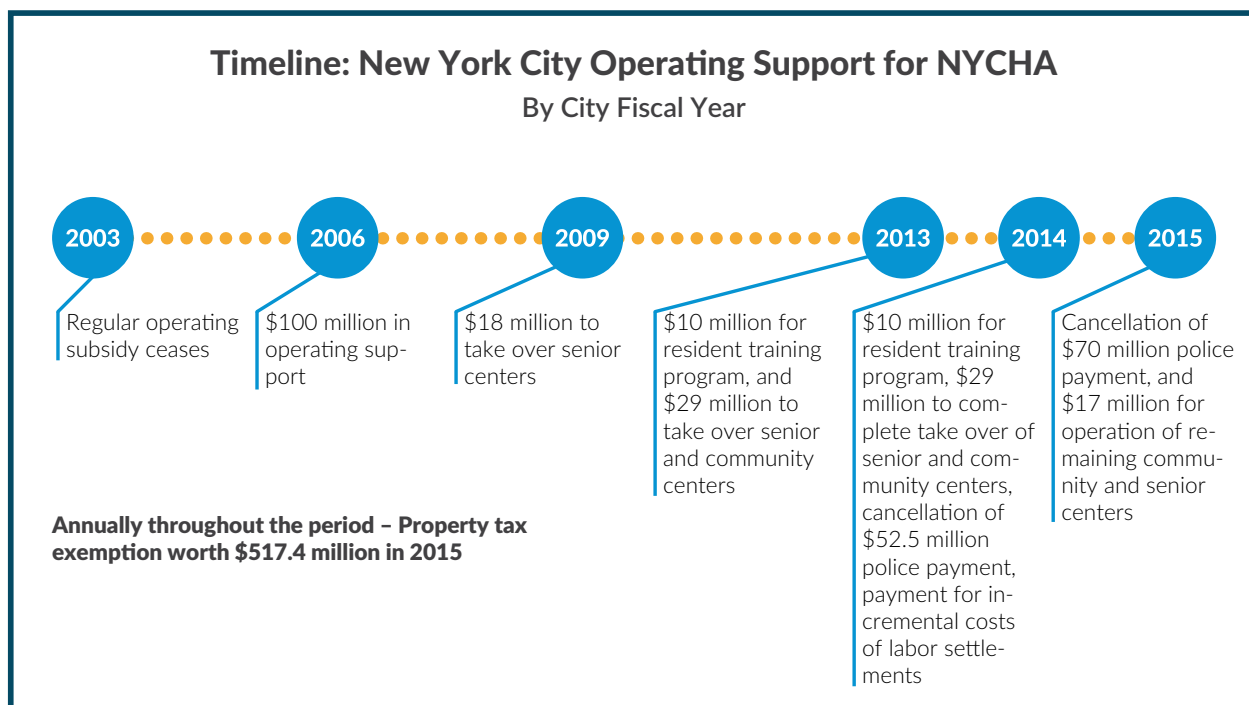 Timeline: New York City Operating Support for NYCHA
By City Fiscal Year
2003
2006
2009
2013
2014
2015
Regular operating
subsidy ceases
$100 million in
operating sup-
port
$18 million to
take over senior
centers
$10 million for
resident training
program, and
$29 million to
take over senior
and community
centers
$10 million for
resident training
program, $29
million to com-
plete take over of
senior and com-
munity centers,
cancellation of
$52.5 million
police payment,
payment for in-
cremental costs
of labor settle-
ments
Cancellation of
$70 million police
payment, and
$17 million for
operation of re-
maining commu-
nity and senior
centers
Annually throughout the period – Property tax
exemption worth $517.4 million in 2015